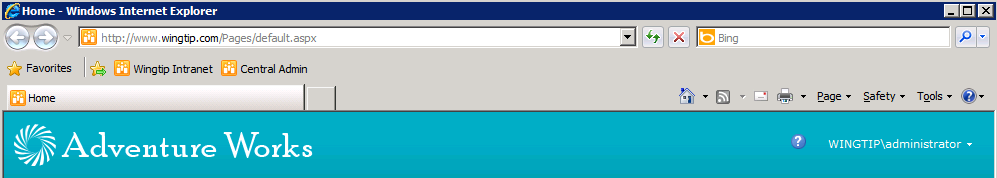 Home - Windows Internet Explorer
http://www.wingtip.com/Pages/default.aspx
Bing
Favorites Wingtip Intranet Central Admin
Home Page Safety Tools
Adventure Works WINGTIP\administrator